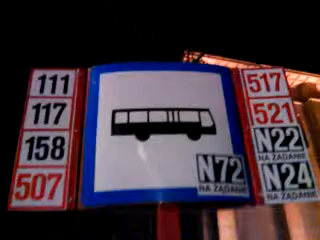 111
117
158
507
N72
NA ŻĄDANIE
517
521
N22
NA ŻĄDANIE
N24
NA ŻĄDANIE